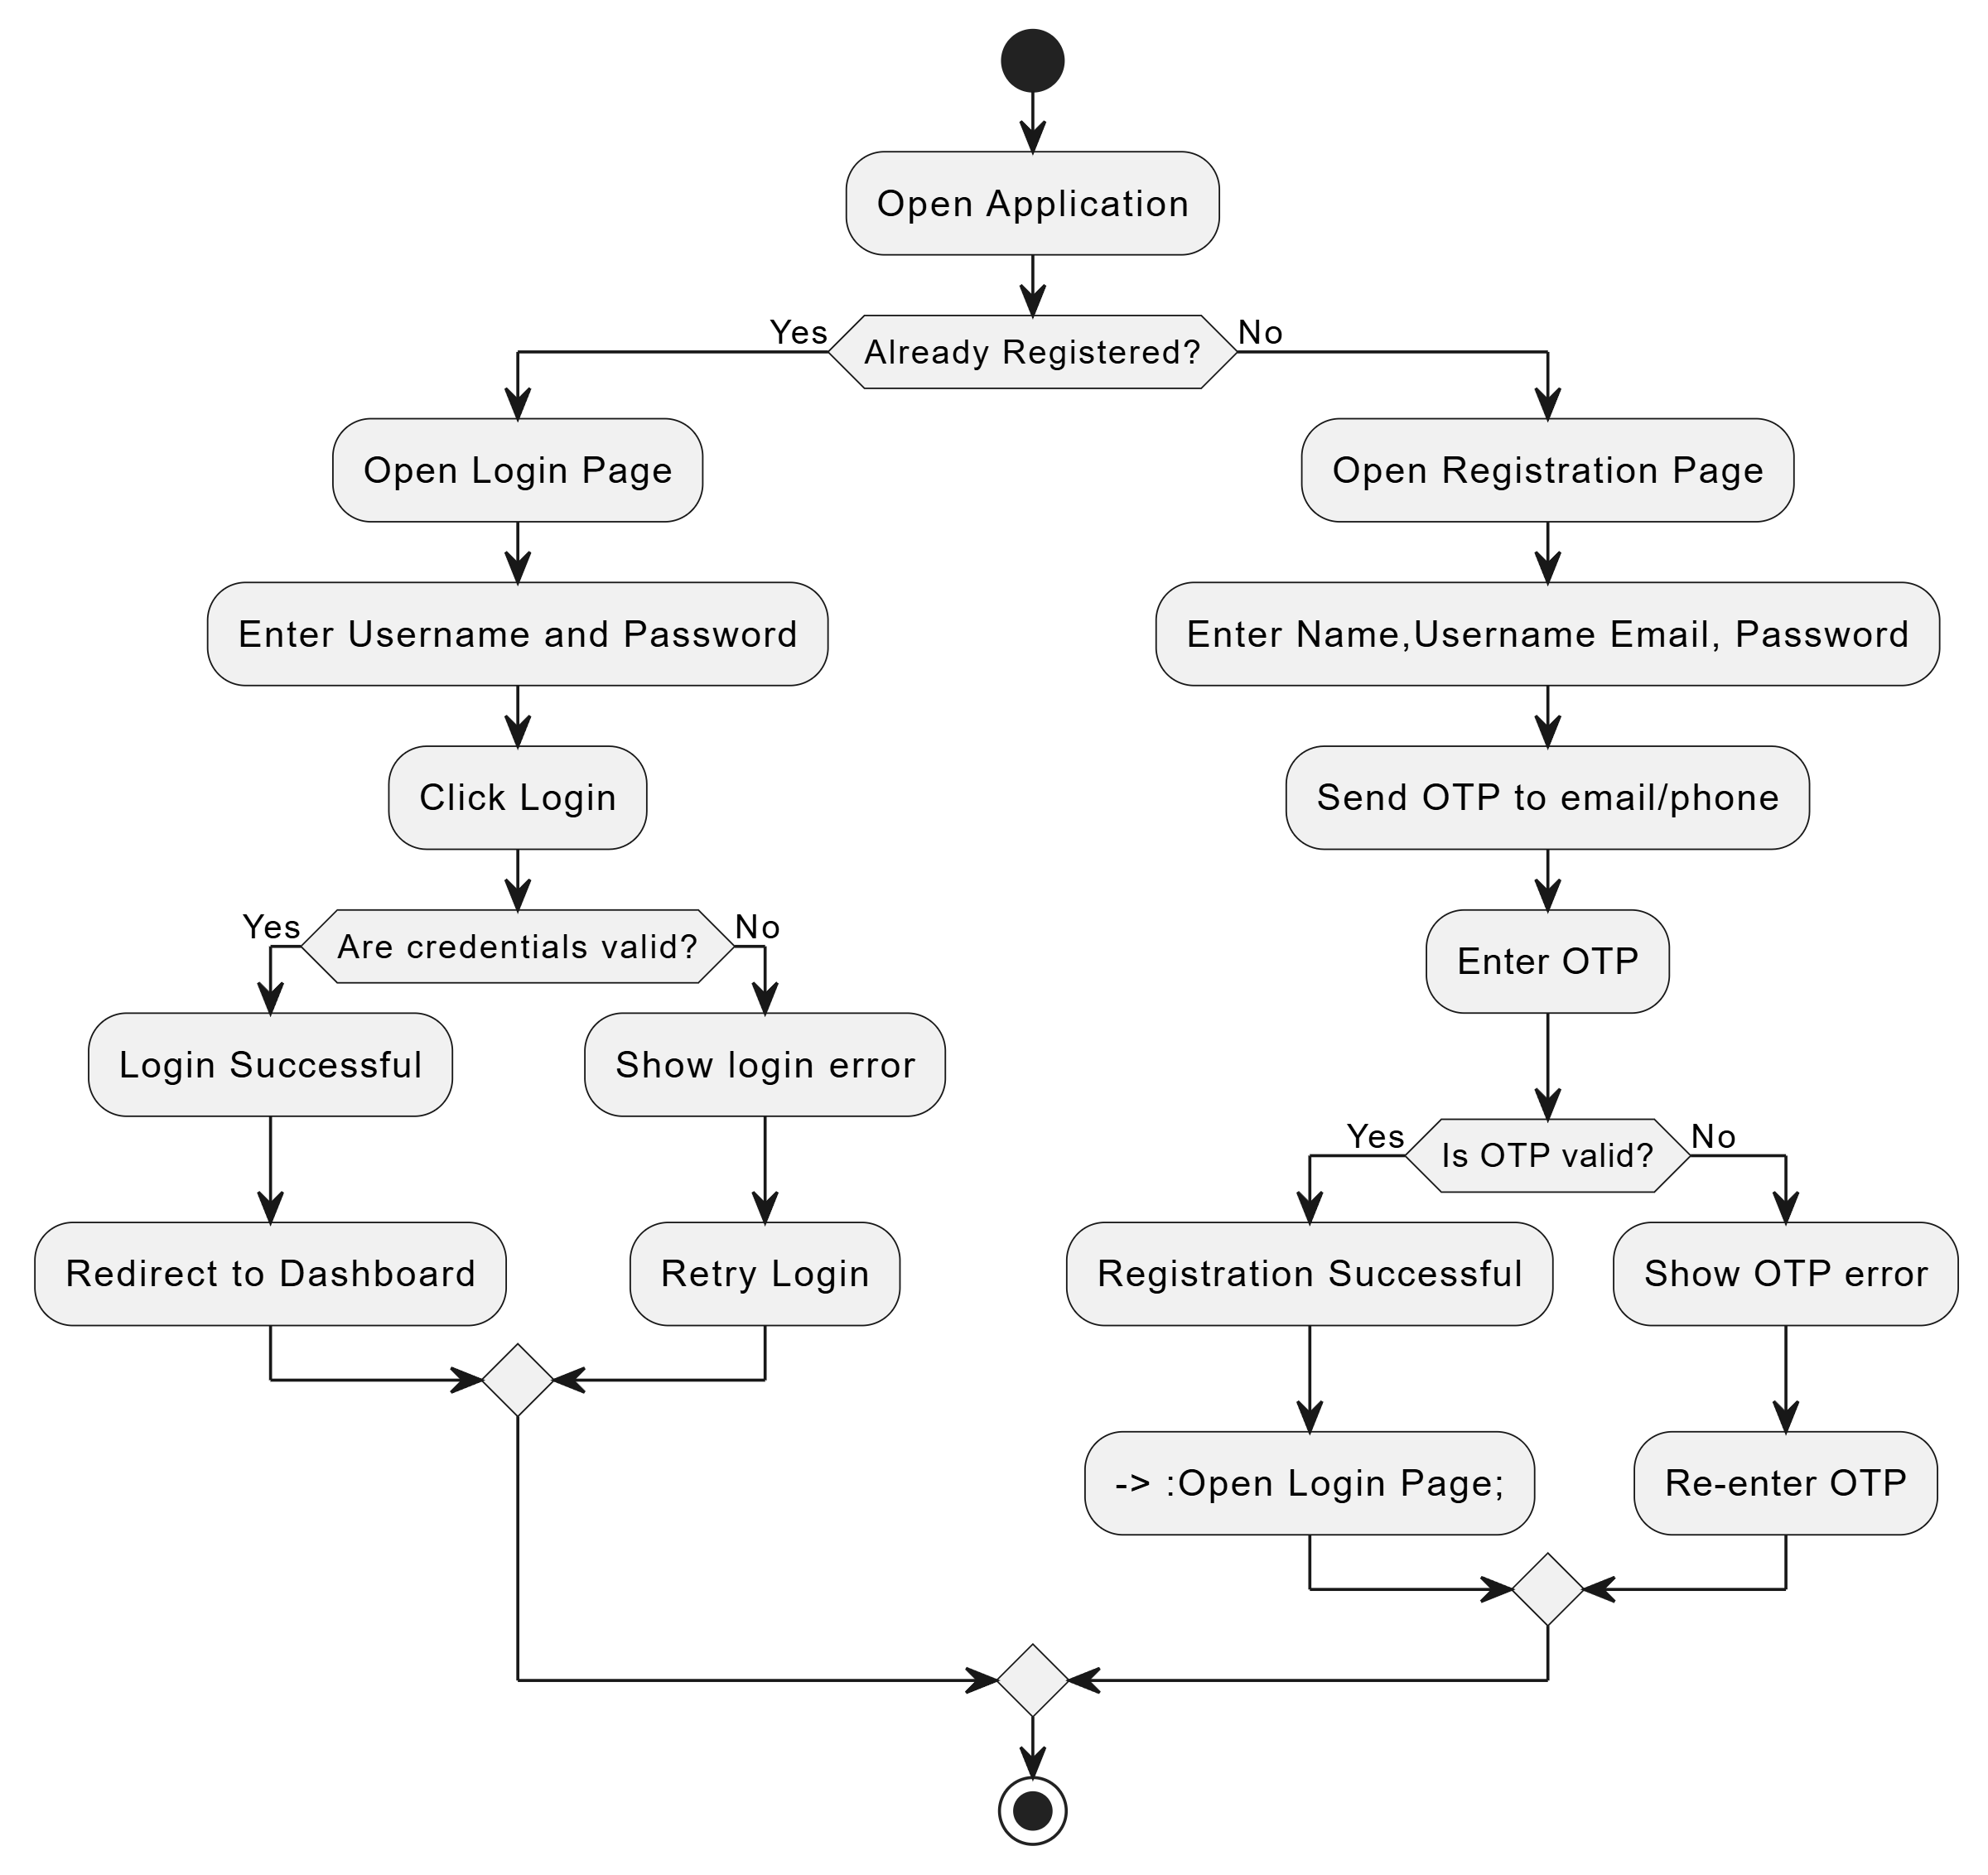 Open Application
Already Registered?
Yes
No
Open Login Page
Open Registration Page
Enter Username and Password
Enter Name,Username Email, Password
Click Login
Send OTP to email/phone
Are credentials valid?
Yes
No
Enter OTP
Login Successful
Show login error
Is OTP valid?
Yes
No
Redirect to Dashboard
Retry Login
Registration Successful
Show OTP error
-> :Open Login Page;
Re-enter OTP